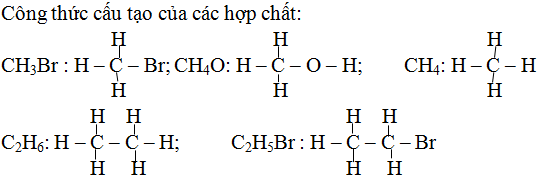 Công thức cấu tạo của các hợp chất:
H H H
CH3Br : H – C – Br; CH4O: H – C – O – H; CH4: H – C – H
H H H
H H H H
C2H6: H – C – C – H; C2H5Br : H – C – C – Br
H H H H